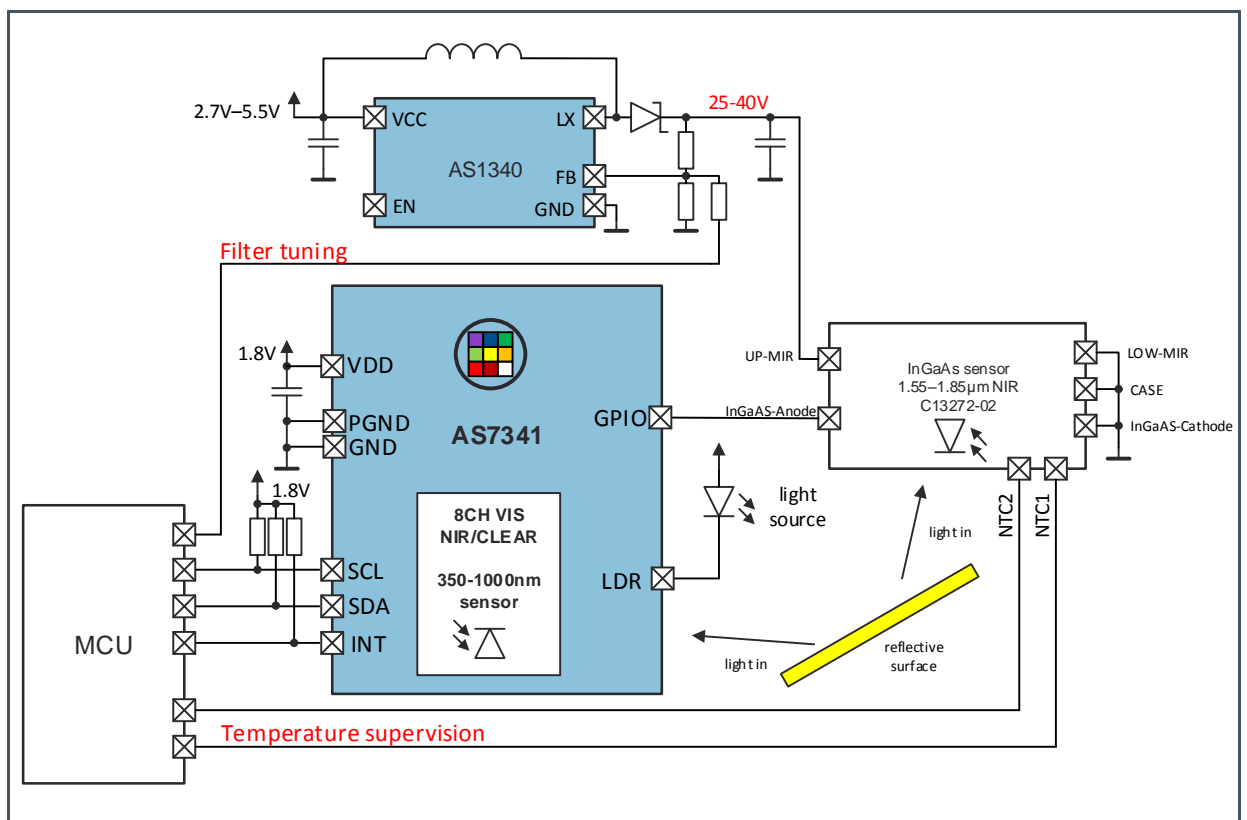 2.7V–5.5V
VCC
LX
25-40V
AS1340
FB
EN
GND
Filter tuning
1.8V
VDD
PGND
GND
AS7341
GPIO
InGaAS-Anode
UP-MIR
InGaAs sensor
1.55–1.85µm NIR
C13272-02
LOW-MIR
CASE
InGaAS-Cathode
NTC2
NTC1
1.8V
8CH VIS
NIR/CLEAR
350-1000nm
sensor
light
source
light in
SCL
SDA
INT
LDR
MCU
light in
reflective
surface
Temperature supervision